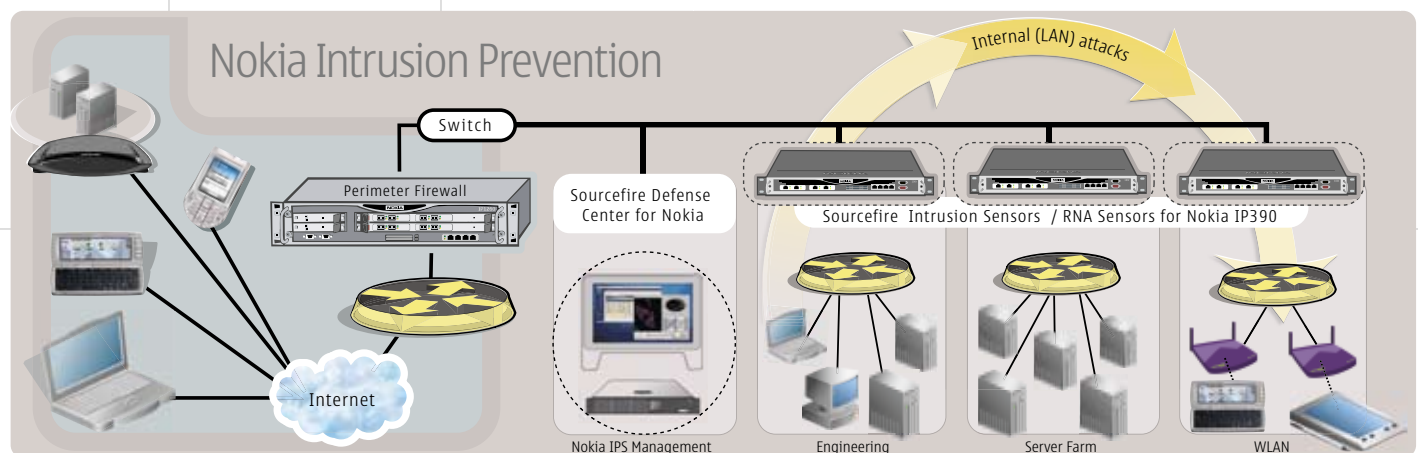 Nokia Intrusion Prevention
Internal (LAN) attacks
Switch
Perimeter Firewall
NOKIA
Sourcefire Defense
Center for Nokia
Sourcefire Intrusion Sensors / RNA Sensors for Nokia IP390
Internet
Nokia IPS Management
Engineering
Server Farm
WLAN